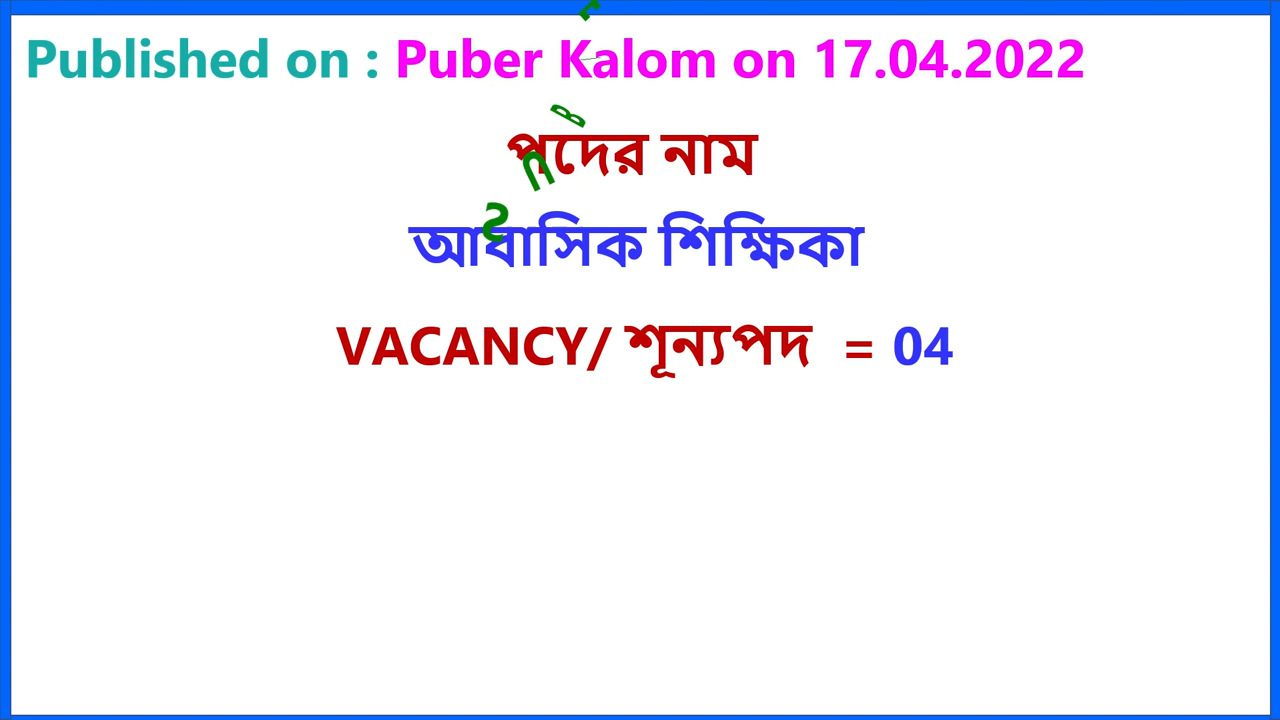 Published on : Puber Kalom on 17.04.2022
পদের নাম
আবাসিক শিক্ষিকা
VACANCY/ শূন্যপদ = 04